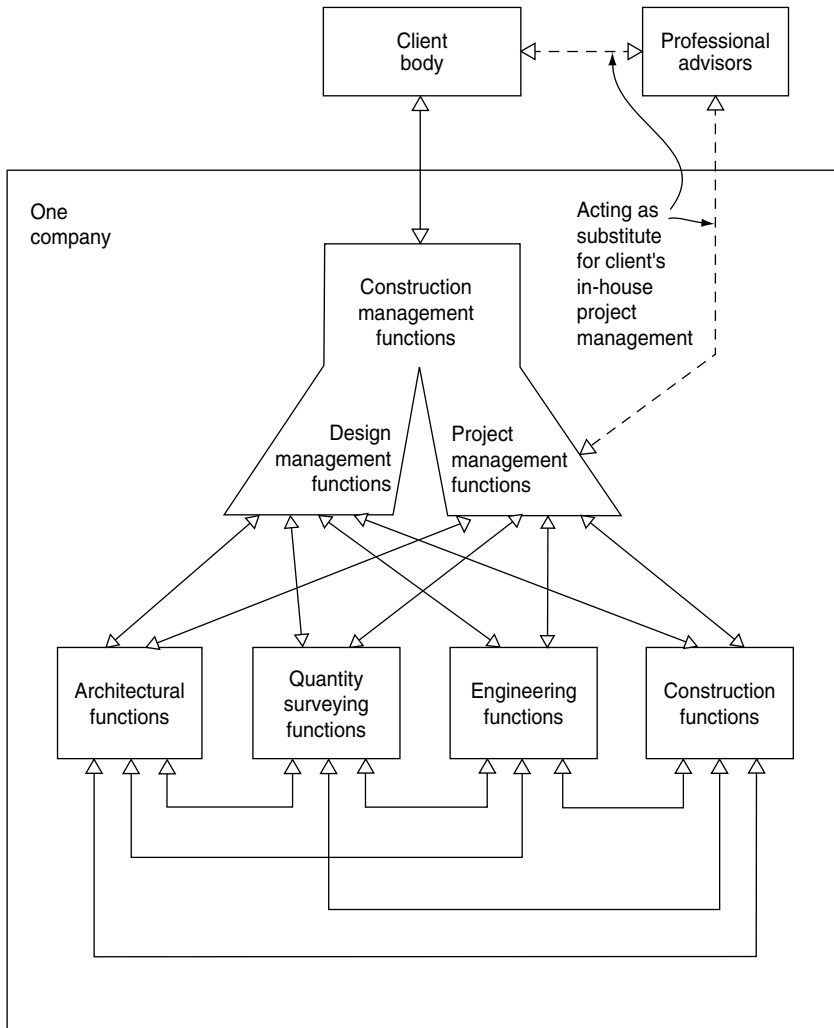 Client
body
Professional
advisors
One
company
Acting as
substitute
for client's
in-house
project
management
Construction
management
functions
Design
management
functions
Project
management
functions
Architectural
functions
Quantity
surveying
functions
Engineering
functions
Construction
functions